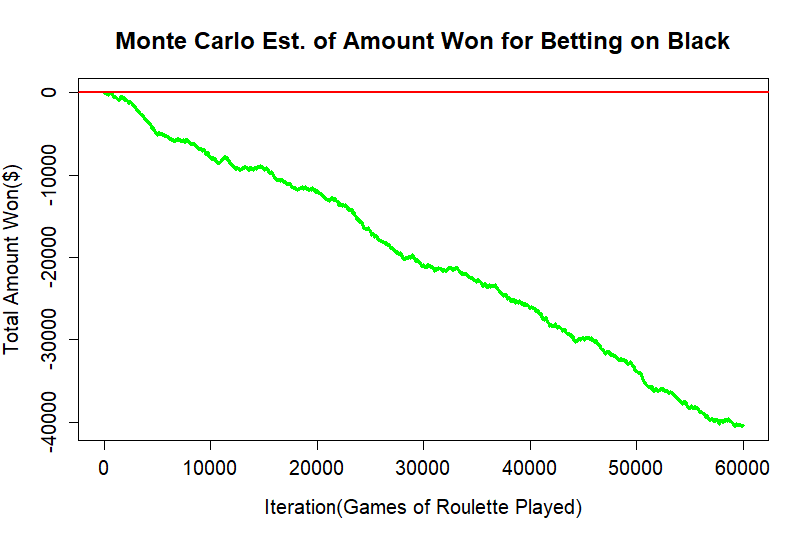 Monte Carlo Est. of Amount Won for Betting on Black
Total Amount Won($)
0
-10000
-20000
-30000
-40000
0 10000 20000 30000 40000 50000 60000
Iteration(Games of Roulette Played)